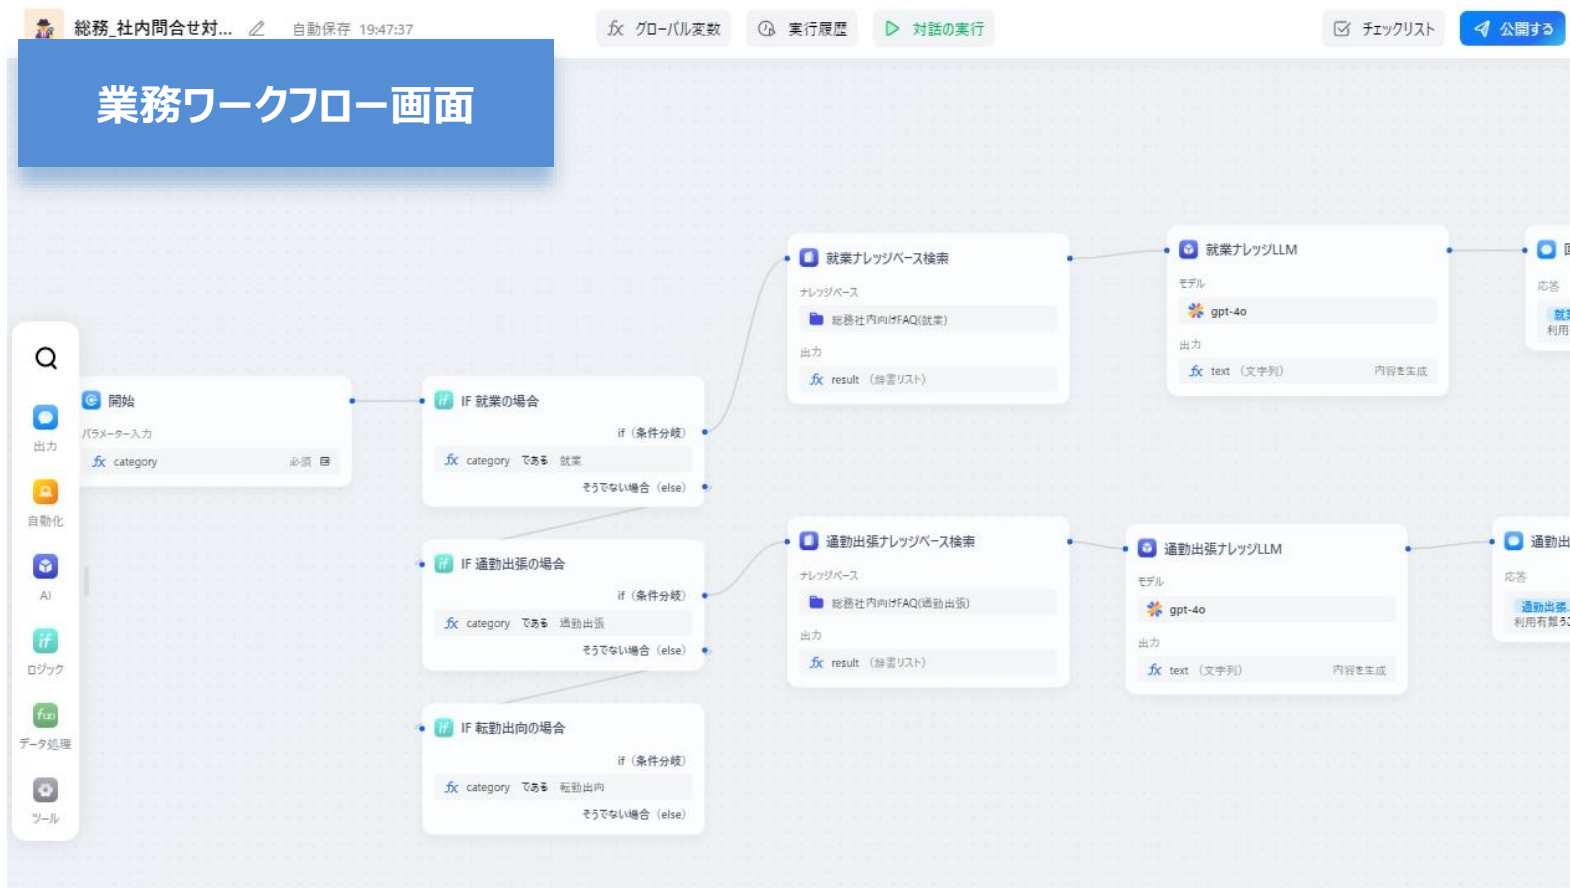 総務_社内問合せ対...
自動保存 19:47:37
fx グローバル変数
実行履歴
対話の実行
チェックリスト
公開する
業務ワークフロー画面
出力
自動化
AI
if
ロジック
データ処理
ツール
開始
パラメーター入力
fx category 必須
if IF 就業の場合
if（条件分岐）
fx category である 就業
そうでない場合（else）
if IF 通勤出張の場合
if（条件分岐）
fx category である 通勤出張
そうでない場合（else）
if IF 転勤出向の場合
if（条件分岐）
fx category である 転勤出向
そうでない場合（else）
就業ナレッジベース検索
ナレッジベース
総務社内向けFAQ(就業)
出力
fx result（辞書リスト）
就業ナレッジLLM
モデル
gpt-4o
出力
fx text（文字列） 内容を生成
応答
利用
通勤出張ナレッジベース検索
ナレッジベース
総務社内向けFAQ(通勤出張)
出力
fx result（辞書リスト）
通勤出張ナレッジLLM
モデル
gpt-4o
出力
fx text（文字列） 内容を生成
通勤出
応答
通勤出張